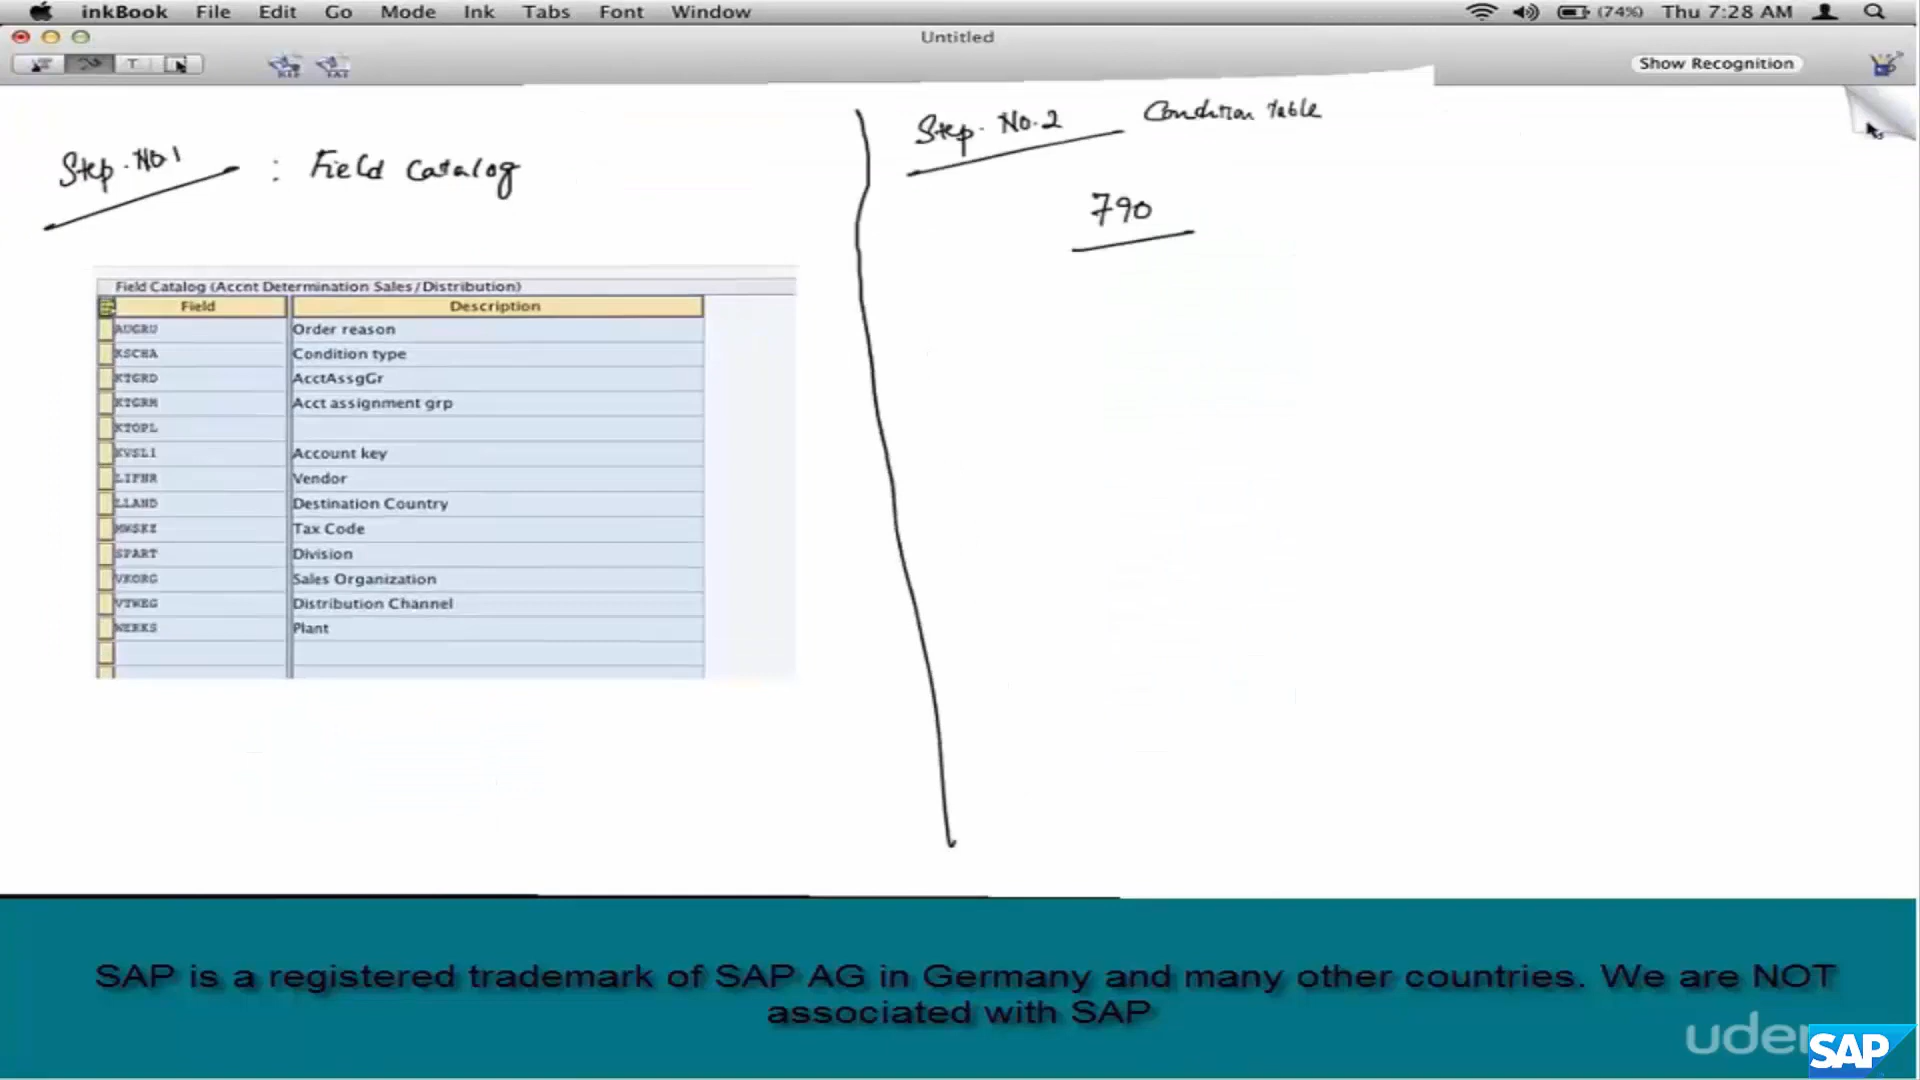 inkBook File Edit Go Mode Ink Tabs Font Window (74%) Thu 7:28 AM
Untitled
T Show Recognition
Step. No.1 : Field Catalog
Step. No.2 Condition Table
790
Field Catalog (Accnt Determination Sales/Distribution)
Field Description
AUGRU Order reason
KSCHA Condition type
KTGRD AcctAssgGr
KTGRM Acct assignment grp
KTOPL
KVSL1 Account key
LIFNR Vendor
LLAND Destination Country
MWSKZ Tax Code
SPART Division
VKORG Sales Organization
VTWEG Distribution Channel
WERKS Plant
SAP is a registered trademark of SAP AG in Germany and many other countries. We are NOT
associated with SAP
SAP